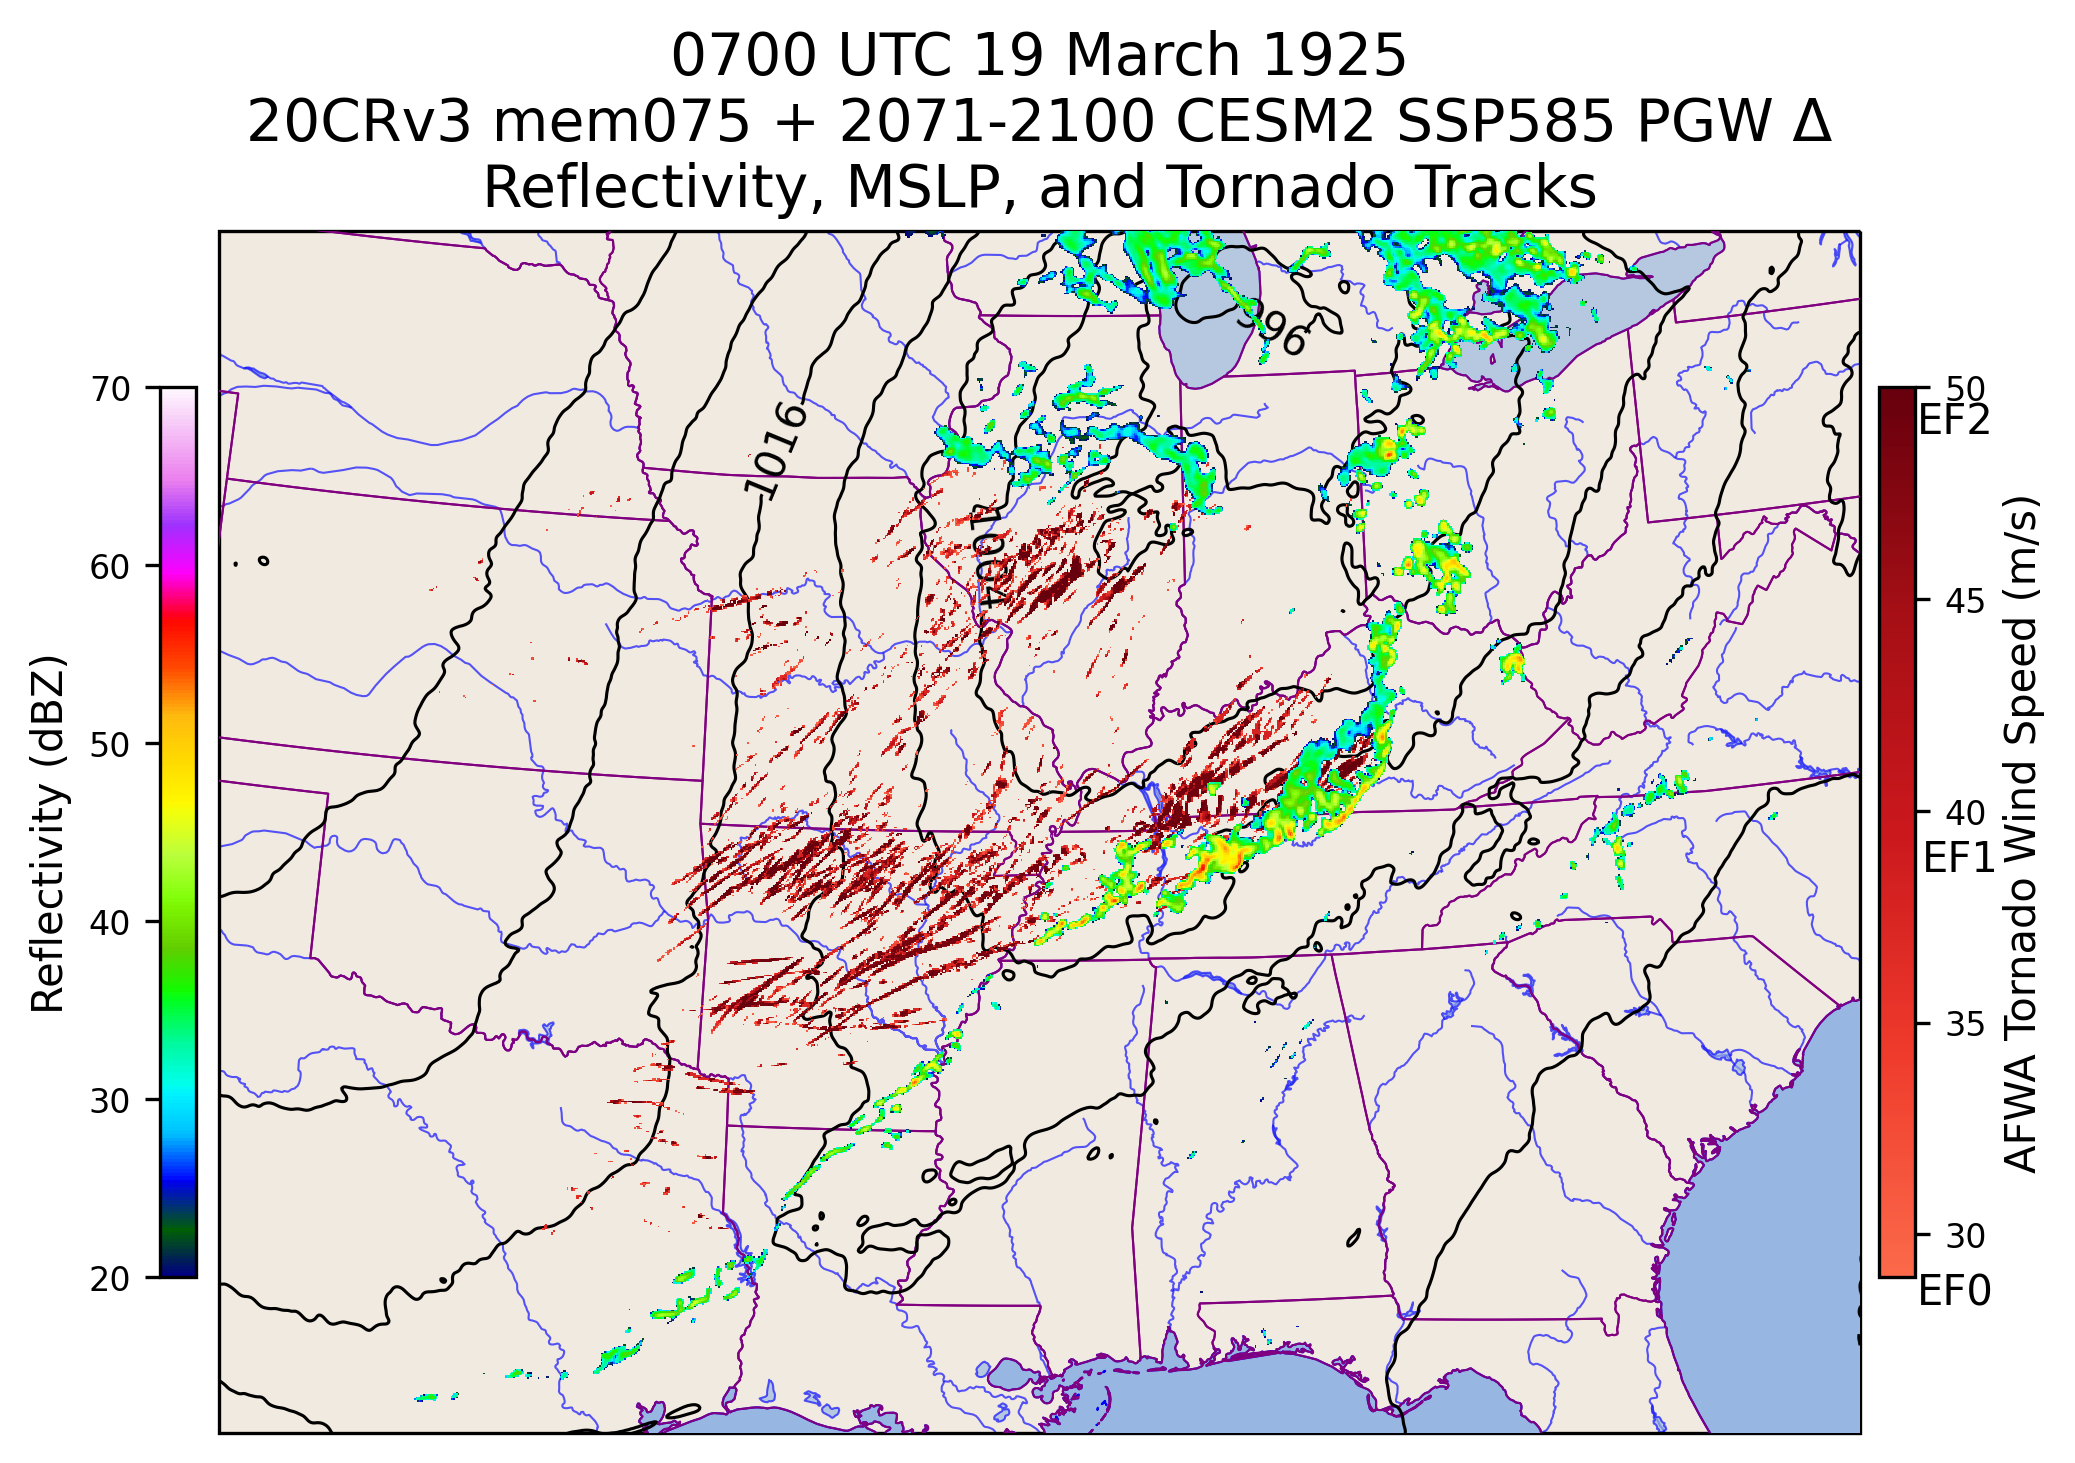 0700 UTC 19 March 1925
20CRv3 mem075 + 2071-2100 CESM2 SSP585 PGW Δ
Reflectivity, MSLP, and Tornado Tracks
996
1016
1004
70
60
50
40
30
20
Reflectivity (dBZ)
50
EF2
45
40
EF1
35
30
EF0
AFWA Tornado Wind Speed (m/s)